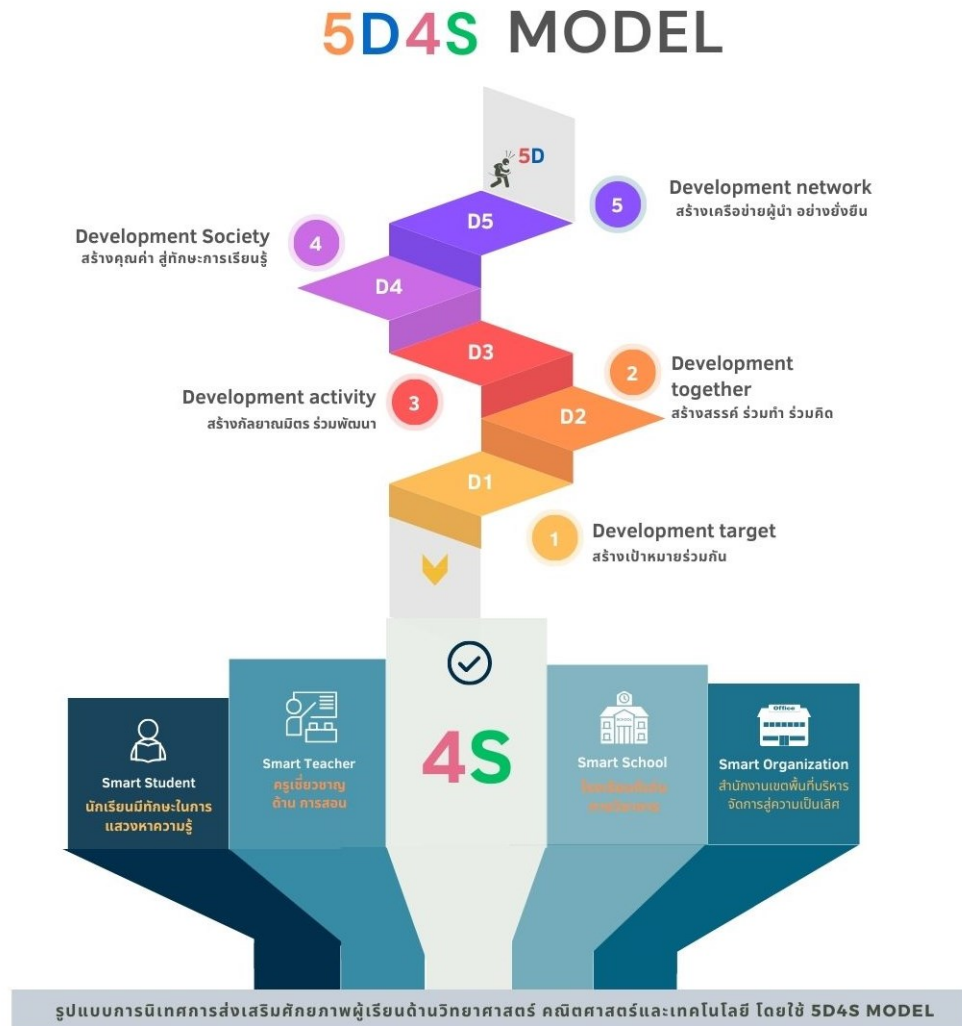 5D4S MODEL
5D
D5
5
Development network
สร้างเครือข่ายผู้นำ อย่างยั่งยืน
Development Society
สร้างคุณค่า สู่ทักษะการเรียนรู้
4
D4
D3
2
Development
together
สร้างสรรค์ ร่วมทำ ร่วมคิด
Development activity
สร้างกัลยาณมิตร ร่วมพัฒนา
3
D2
D1
1
Development target
สร้างเป้าหมายร่วมกัน
4S
Smart Student
นักเรียนมีทักษะในการ
แสวงหาความรู้
Smart Teacher
ครูเชี่ยวชาญ
ด้าน การสอน
SCHOOL
Smart School
Office
Smart Organization
สำนักงานเขตพื้นที่บริหาร
จัดการสู่ความเป็นเลิศ
รูปแบบการนิเทศการส่งเสริมศักยภาพผู้เรียนด้านวิทยาศาสตร์ คณิตศาสตร์และเทคโนโลยี โดยใช้ 5D4S MODEL